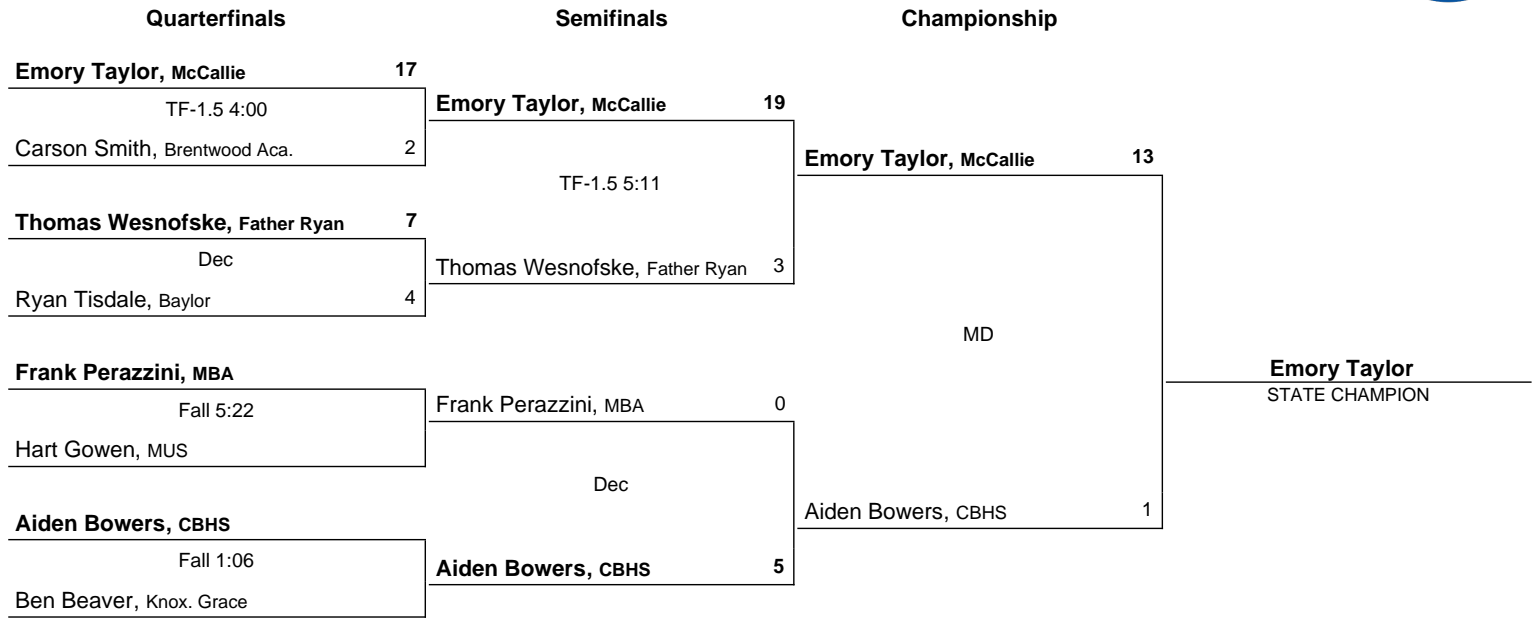 Quarterfinals Semifinals Championship
Emory Taylor, McCallie 17
TF-1.5 4:00
Carson Smith, Brentwood Aca. 2
Thomas Wesnofske, Father Ryan 7
Dec
Ryan Tisdale, Baylor 4
Frank Perazzini, MBA
Fall 5:22
Hart Gowen, MUS
Aiden Bowers, CBHS
Fall 1:06
Ben Beaver, Knox. Grace
Emory Taylor, McCallie 19
TF-1.5 5:11
Thomas Wesnofske, Father Ryan 3
Frank Perazzini, MBA 0
Dec
Aiden Bowers, CBHS 5
Emory Taylor, McCallie 13
MD
Aiden Bowers, CBHS 1
Emory Taylor
STATE CHAMPION